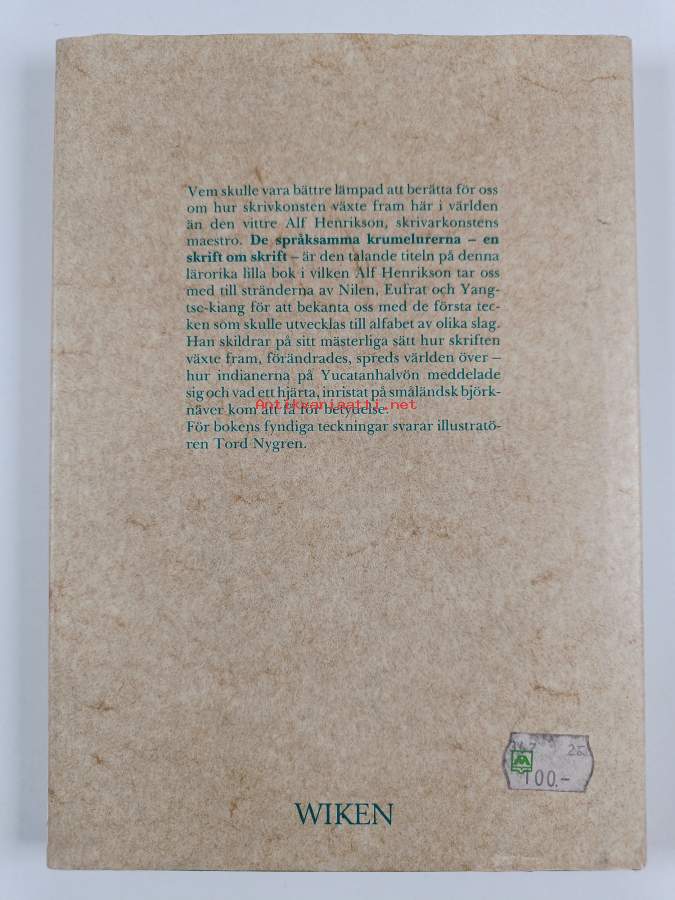 Vem skulle vara bättre lämpad att berätta för oss
om hur skrivkonsten växte fram här i världen
än den vittre Alf Henrikson, skrivarkonstens
maestro. De språksamma krumelurerna – en
skrift om skrift – är den talande titeln på denna
lärorika lilla bok i vilken Alf Henrikson tar oss
med till stränderna av Nilen, Eufrat och Yang-
tse-kiang för att bekanta oss med de första tec-
ken som skulle utvecklas till alfabet av olika slag.
Han skildrar på sitt mästerliga sätt hur skriften
växte fram, förändrades, spreds världen över –
hur indianerna på Yucatanhalvön meddelade
sig och vad ett hjärta, inristat på småländsk björk-
näver kom att få för betydelse.
Antikvariaatti.net
För bokens fyndiga teckningar svarar illustratö-
ren Tord Nygren.
100.-
WIKEN